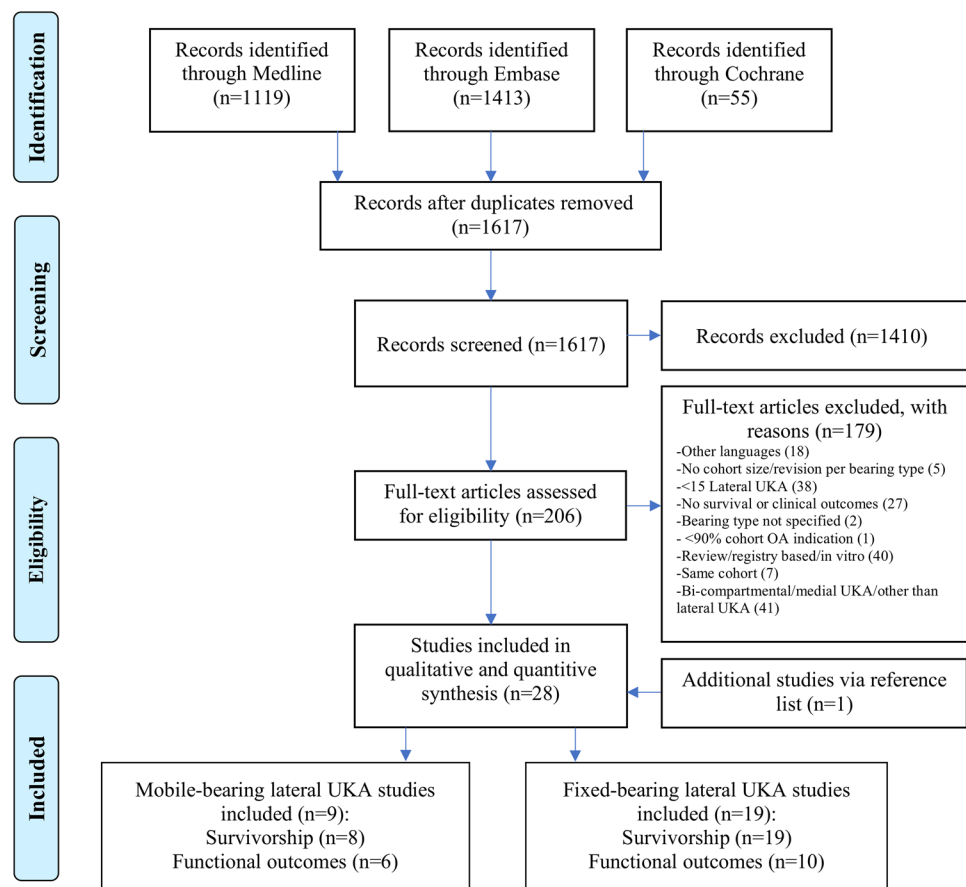 Identification
Records identified
through Medline
(n=1119)
Records identified
through Embase
(n=1413)
Records identified
through Cochrane
(n=55)
Records after duplicates removed
(n=1617)
Screening
Records screened (n=1617)
Records excluded (n=1410)
Eligibility
Full-text articles assessed
for eligibility (n=206)
Full-text articles excluded, with
reasons (n=179)
-Other languages (18)
-No cohort size/revision per bearing type (5)
-<15 Lateral UKA (38)
-No survival or clinical outcomes (27)
-Bearing type not specified (2)
- <90% cohort OA indication (1)
-Review/registry based/in vitro (40)
-Same cohort (7)
-Bi-compartmental/medial UKA/other than
lateral UKA (41)
Studies included in
qualitative and quantitive
synthesis (n=28)
Additional studies via reference
list (n=1)
Included
Mobile-bearing lateral UKA studies
included (n=9):
Survivorship (n=8)
Functional outcomes (n=6)
Fixed-bearing lateral UKA studies
included (n=19):
Survivorship (n=19)
Functional outcomes (n=10)